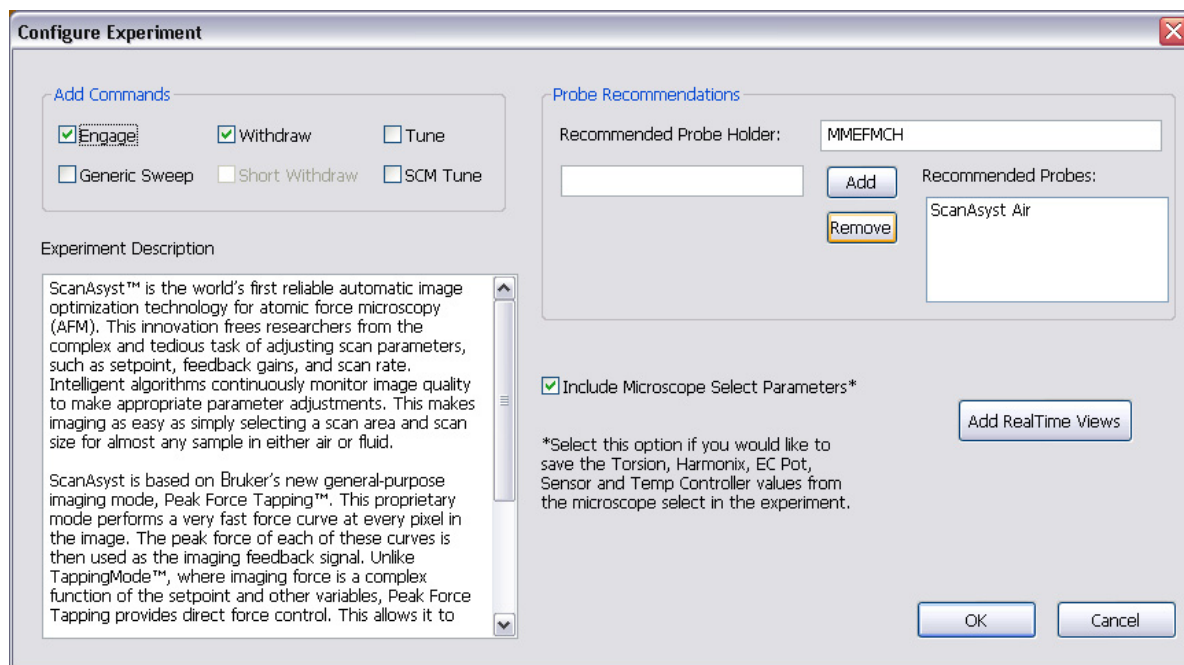 Configure Experiment
Add Commands
Engage
Withdraw
Tune
Generic Sweep
Short Withdraw
SCM Tune
Experiment Description
ScanAsyst™ is the world's first reliable automatic image
optimization technology for atomic force microscopy
(AFM). This innovation frees researchers from the
complex and tedious task of adjusting scan parameters,
such as setpoint, feedback gains, and scan rate.
Intelligent algorithms continuously monitor image quality
to make appropriate parameter adjustments. This makes
imaging as easy as simply selecting a scan area and scan
size for almost any sample in either air or fluid.
ScanAsyst is based on Bruker's new general-purpose
imaging mode, Peak Force Tapping™. This proprietary
mode performs a very fast force curve at every pixel in
the image. The peak force of each of these curves is
then used as the imaging feedback signal. Unlike
TappingMode™, where imaging force is a complex
function of the setpoint and other variables, Peak Force
Tapping provides direct force control. This allows it to
Probe Recommendations
Recommended Probe Holder:
MMEFMCH
Add
Remove
Recommended Probes:
ScanAsyst Air
Include Microscope Select Parameters*
*Select this option if you would like to
save the Torsion, Harmonix, EC Pot,
Sensor and Temp Controller values from
the microscope select in the experiment.
Add RealTime Views
OK
Cancel